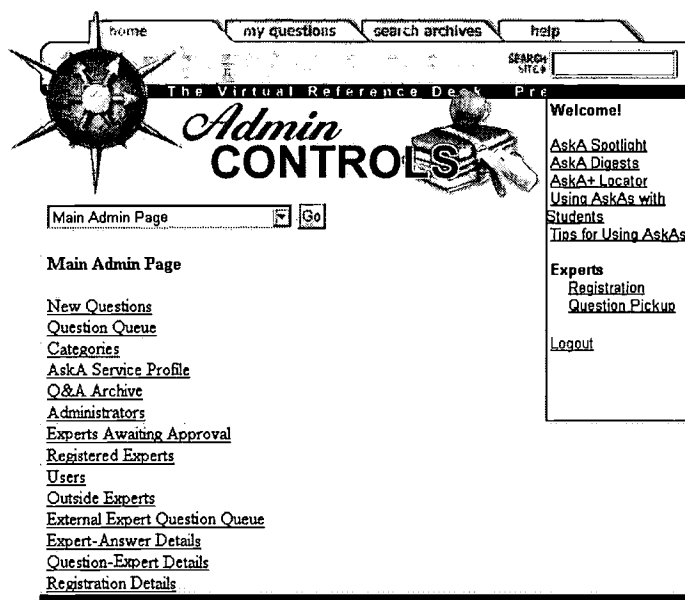 home my questions search archives help
SEARCH
SITE
The Virtual Reference Desk Pre
Admin
CONTROLS
Welcome!
AskA Spotlight
AskA Digests
AskA+ Locator
Using AskAs with
Students
Tips for Using AskAs
Experts
Registration
Question Pickup
Logout
Main Admin Page Go
Main Admin Page
New Questions
Question Queue
Categories
AskA Service Profile
Q&A Archive
Administrators
Experts Awaiting Approval
Registered Experts
Users
Outside Experts
External Expert Question Queue
Expert-Answer Details
Question-Expert Details
Registration Details